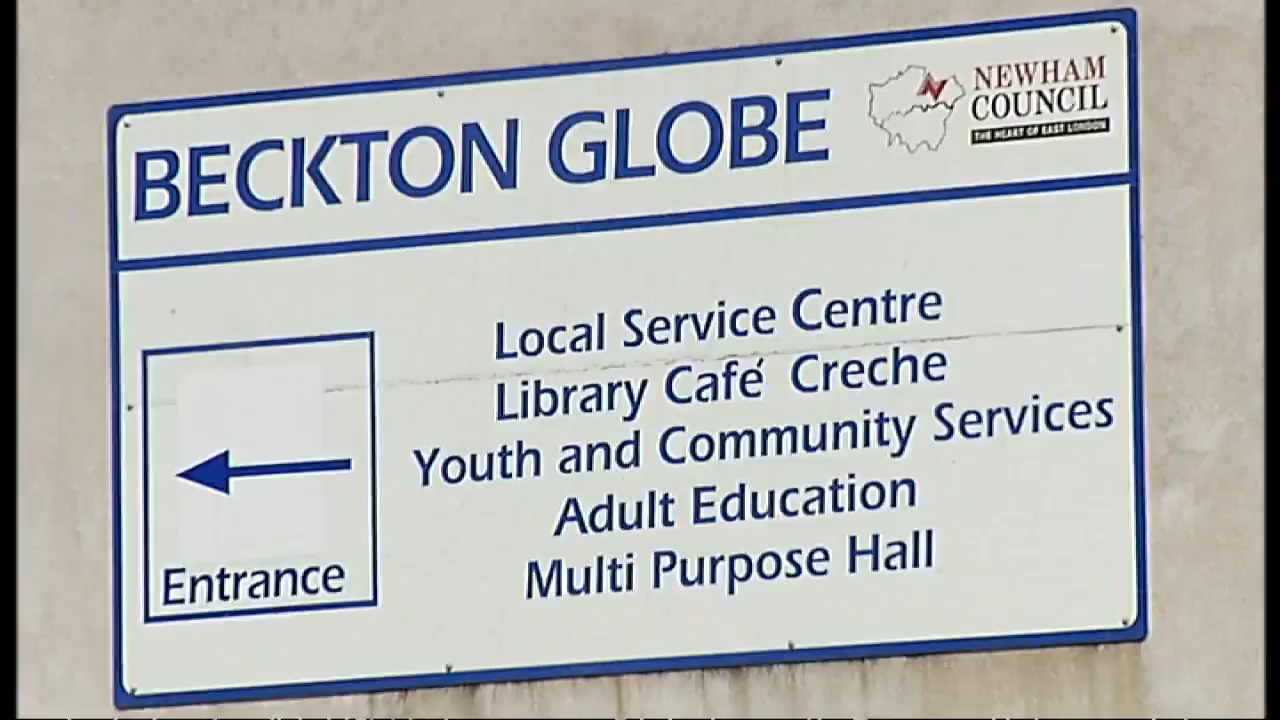 BECKTON GLOBE
NEWHAM
COUNCIL
THE HEART OF EAST LONDON
Local Service Centre
Library Café Creche
Youth and Community Services
Adult Education
Multi Purpose Hall
Entrance